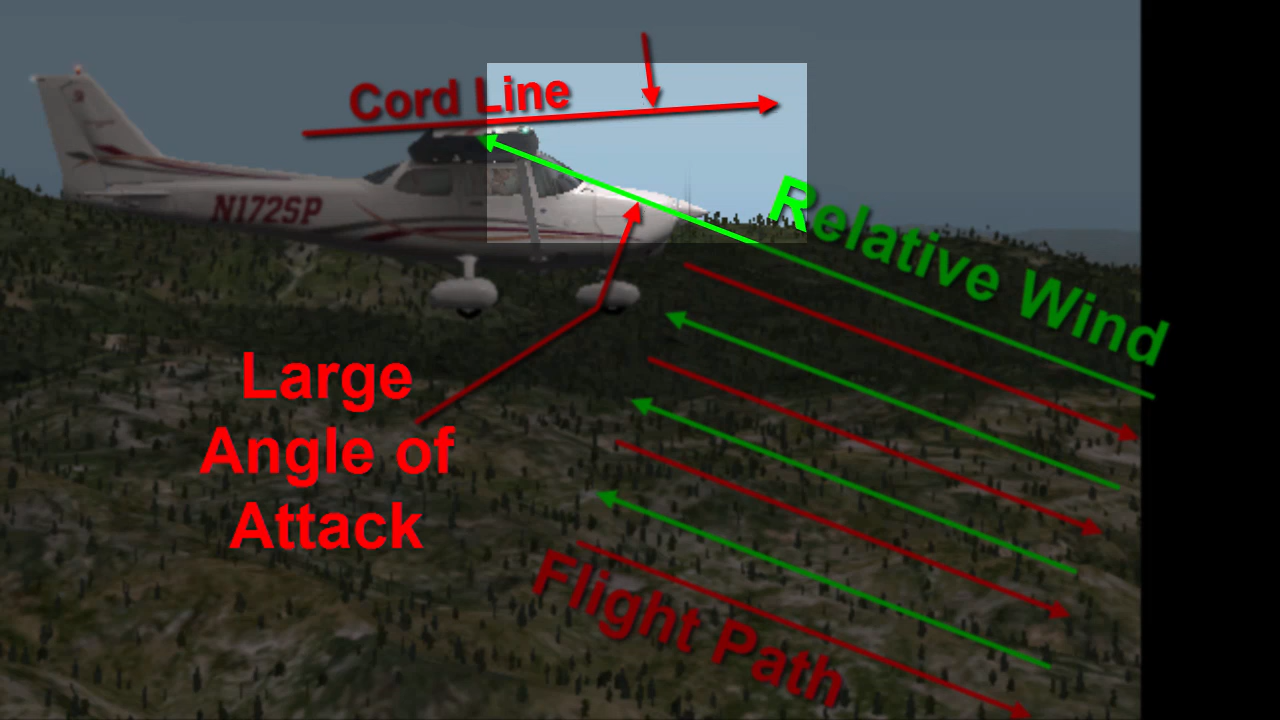 Cord Line
Relative Wind
N172SP
Large
Angle of
Attack
Flight Path